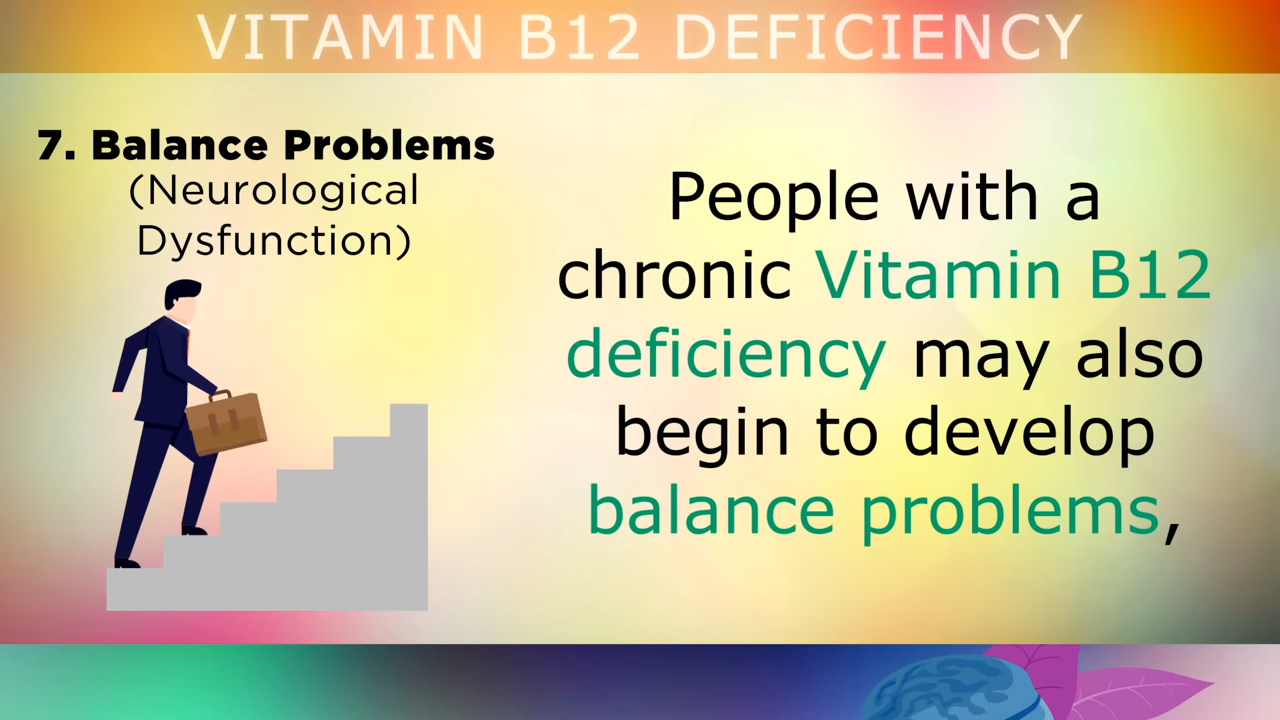 VITAMIN B12 DEFICIENCY
7. Balance Problems
(Neurological
Dysfunction)
People with a
chronic Vitamin B12
deficiency may also
begin to develop
balance problems,